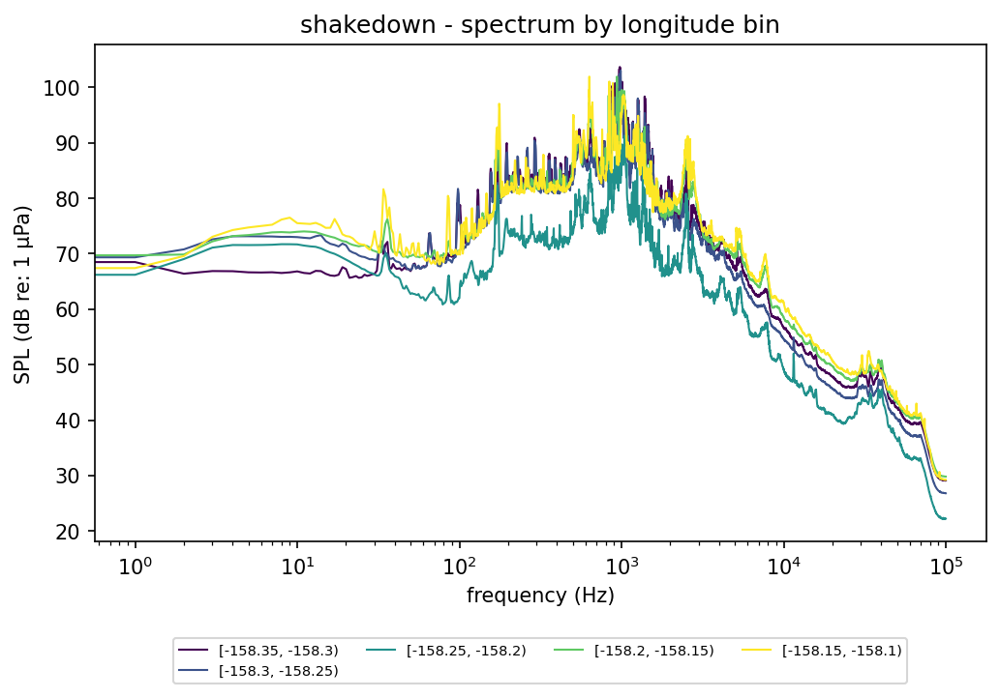 shakedown - spectrum by longitude bin
SPL (dB re: 1 μPa)
100
90
80
70
60
50
40
30
20
10⁰ 10¹ 10² 10³ 10⁴ 10⁵
frequency (Hz)
[-158.35, -158.3) [-158.25, -158.2) [-158.2, -158.15) [-158.15, -158.1)
[-158.3, -158.25)